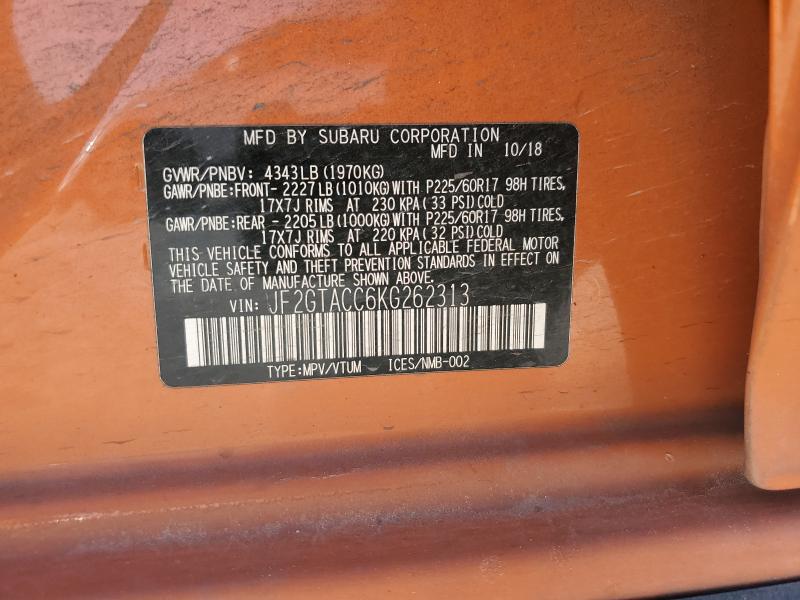 MFD BY SUBARU CORPORATION
MFD IN 10/18
GVWR/PNBV: 4343LB(1970KG)
GAWR/PNBE:FRONT- 2227LB(1010KG)WITH P225/60R17 98H TIRES,
17X7J RIMS AT 230 KPA(33 PSI)COLD
GAWR/PNBE:REAR - 2205LB(1000KG)WITH P225/60R17 98H TIRES,
17X7J RIMS AT 220 KPA(32 PSI)COLD
THIS VEHICLE CONFORMS TO ALL APPLICABLE FEDERAL MOTOR
VEHICLE SAFETY AND THEFT PREVENTION STANDARDS IN EFFECT ON
THE DATE OF MANUFACTURE SHOWN ABOVE.
VIN: JF2GTACC6KG262313
TYPE:MPV/VTUM ICES/NMB-002